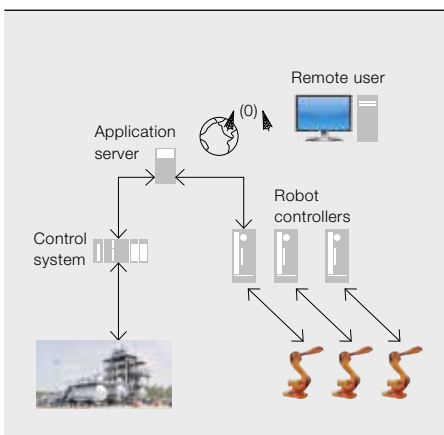 Remote user
(0)
Application
server
Robot
controllers
Control
system